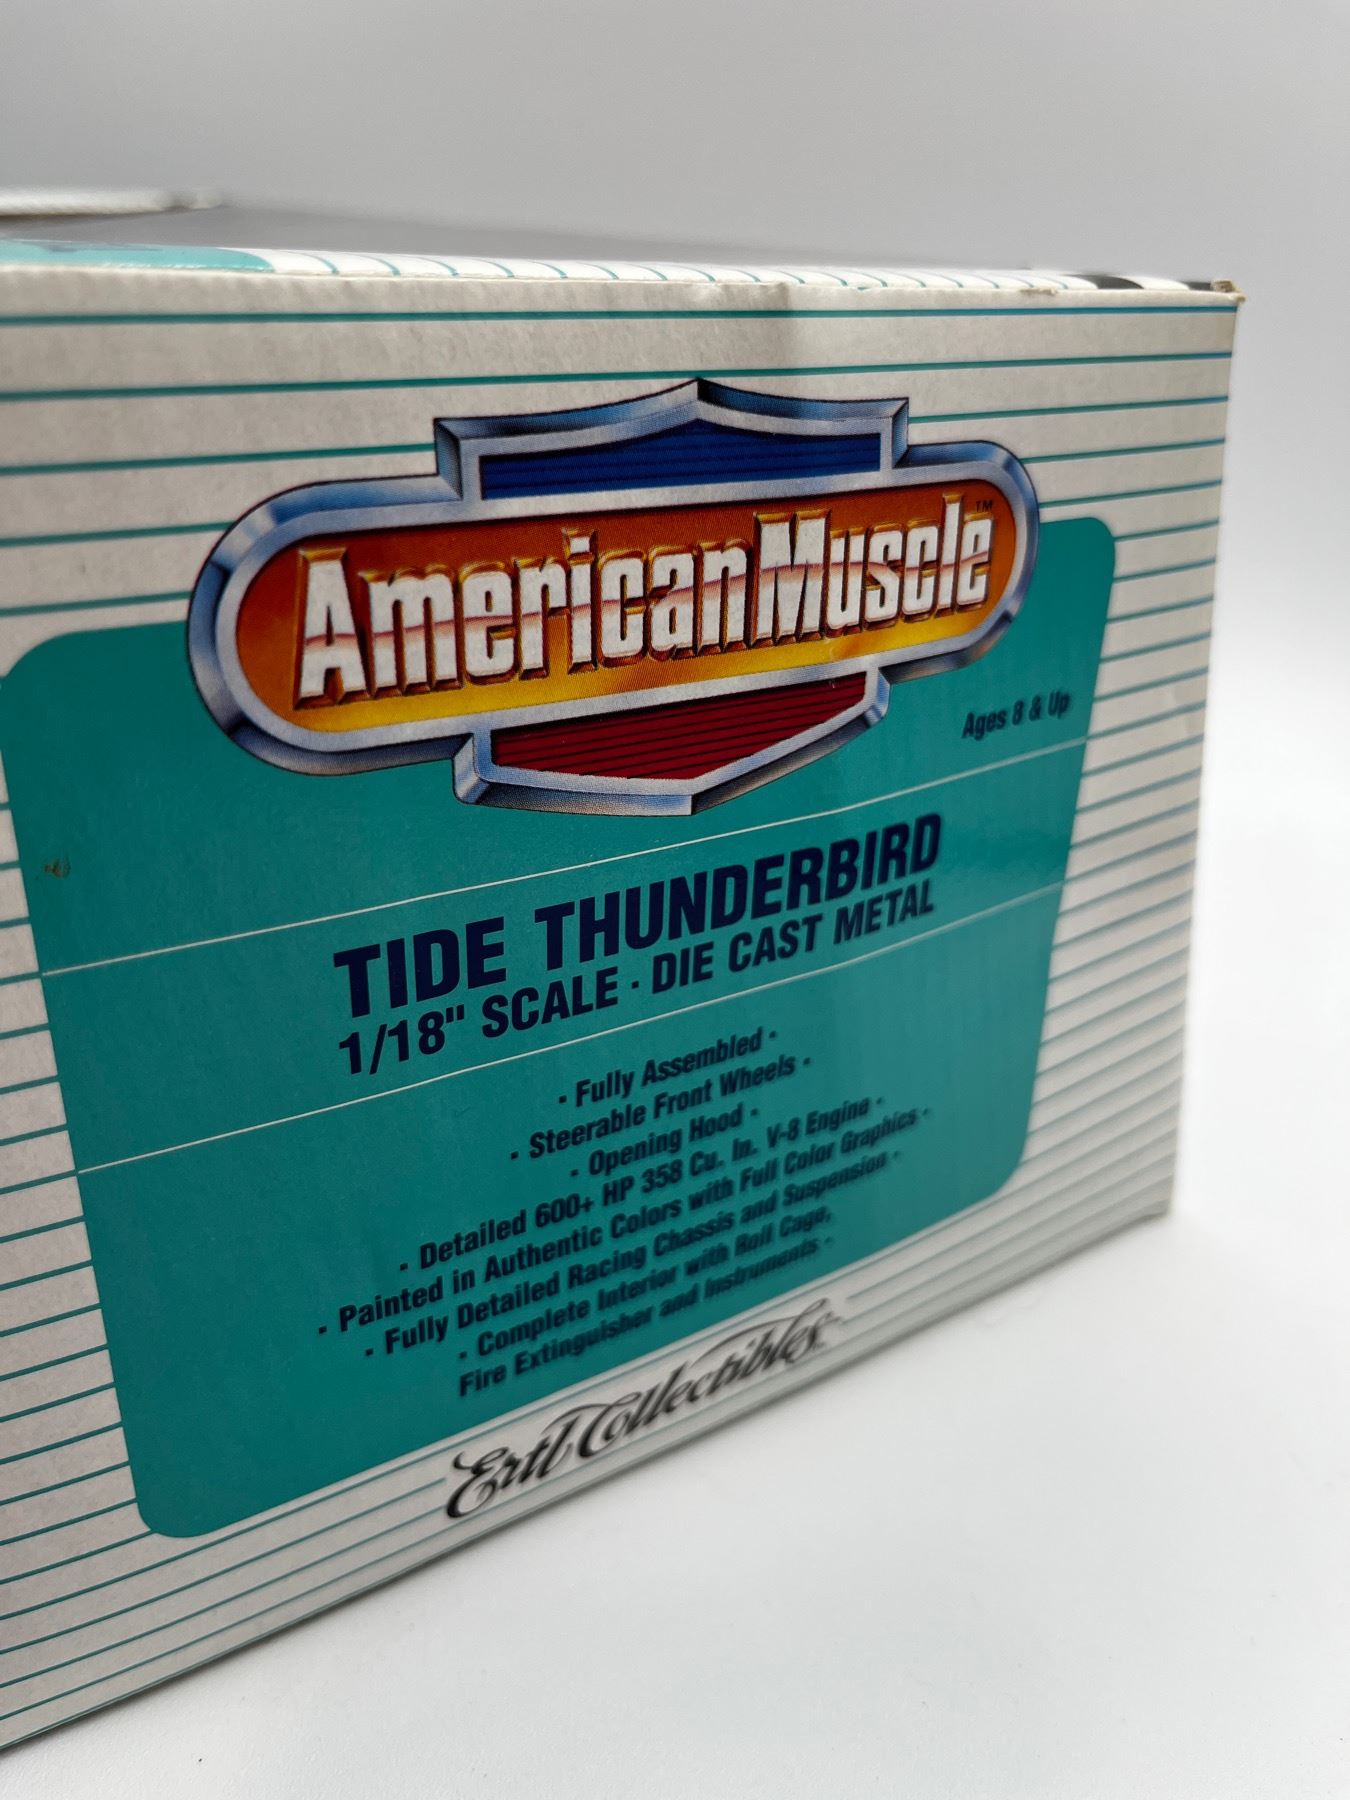 American Muscle™
Ages 8 & Up
TIDE THUNDERBIRD
1/18" SCALE · DIE CAST METAL
· Fully Assembled ·
· Steerable Front Wheels ·
· Opening Hood ·
· Detailed 600+ HP 358 Cu. In. V-8 Engine ·
· Painted in Authentic Colors with Full Color Graphics ·
· Fully Detailed Racing Chassis and Suspension ·
· Complete Interior with Roll Cage,
Fire Extinguisher and Instruments ·
Ertl Collectibles